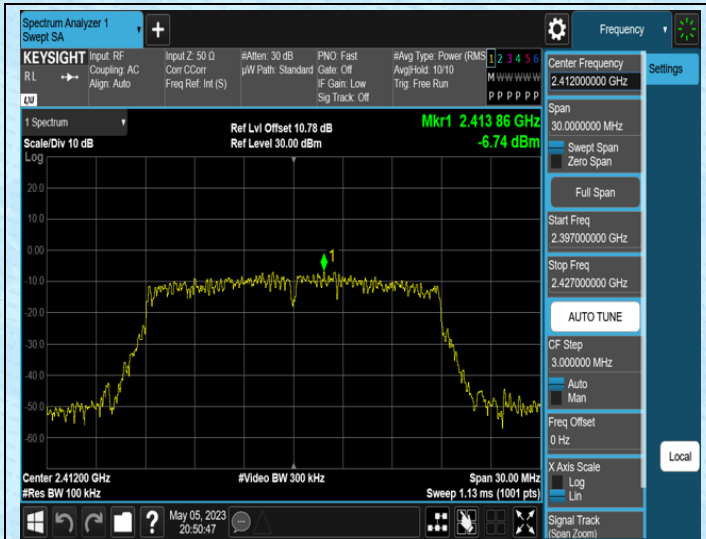 Spectrum Analyzer 1
Swept SA
+
Frequency
KEYSIGHT
RL
LXI
Input: RF
Coupling: AC
Align: Auto
Input Z: 50 Ω
Corr CCorr
Freq Ref: Int (S)
#Atten: 30 dB
µW Path: Standard
PNO: Fast
Gate: Off
IF Gain: Low
Sig Track: Off
#Avg Type: Power (RMS
Avg|Hold: 10/10
Trig: Free Run
1 2 3 4 5 6
M W W W W W
P P P P P P
Settings
1 Spectrum
Scale/Div 10 dB
Log
Ref Lvl Offset 10.78 dB
Ref Level 30.00 dBm
Mkr1 2.413 86 GHz
-6.74 dBm
1
20.0
10.0
0.00
-10.0
-20.0
-30.0
-40.0
-50.0
-60.0
Center 2.41200 GHz
#Res BW 100 kHz
#Video BW 300 kHz
Span 30.00 MHz
Sweep 1.13 ms (1001 pts)
Center Frequency
2.412000000 GHz
Span
30.0000000 MHz
Swept Span
Zero Span
Full Span
Start Freq
2.397000000 GHz
Stop Freq
2.427000000 GHz
AUTO TUNE
CF Step
3.000000 MHz
Auto
Man
Freq Offset
0 Hz
X Axis Scale
Log
Lin
Signal Track
(Span Zoom)
Local
?
May 05, 2023
20:50:47